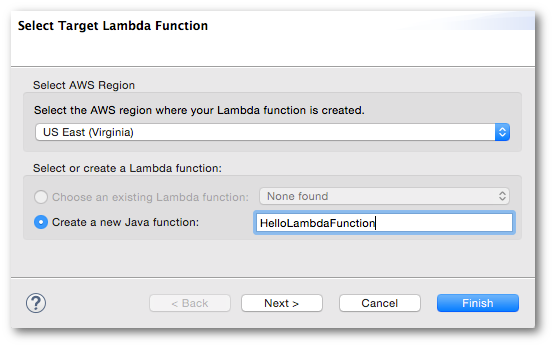 Select Target Lambda Function
Select AWS Region
Select the AWS region where your Lambda function is created.
US East (Virginia)
Select or create a Lambda function:
Choose an existing Lambda function: None found
Create a new Java function: HelloLambdaFunction
? < Back Next > Cancel Finish